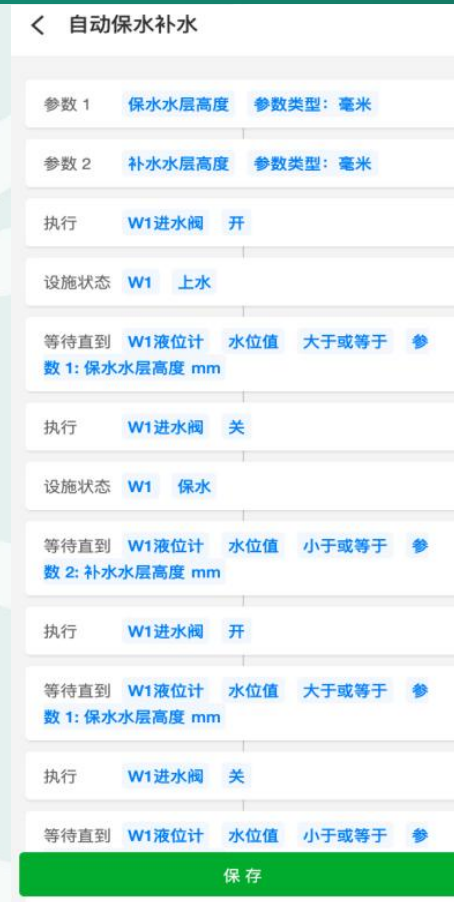 自动保水补水
参数 1 保水水层高度 参数类型：毫米
参数 2 补水水层高度 参数类型：毫米
执行 W1进水阀 开
设施状态 W1 上水
等待直到 W1液位计 水位值 大于或等于 参
数 1: 保水水层高度 mm
执行 W1进水阀 关
设施状态 W1 保水
等待直到 W1液位计 水位值 小于或等于 参
数 2: 补水水层高度 mm
执行 W1进水阀 开
等待直到 W1液位计 水位值 大于或等于 参
数 1: 保水水层高度 mm
执行 W1进水阀 关
等待直到 W1液位计 水位值 小于或等于 参
保存